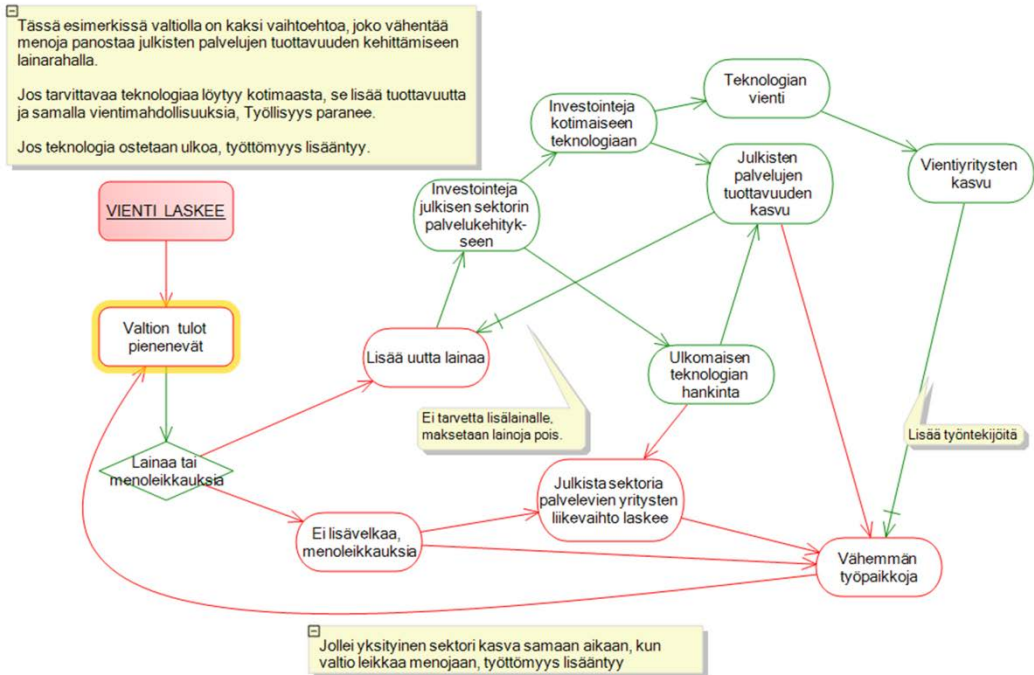 Tässä esimerkissä valtiolla on kaksi vaihtoehtoa, joko vähentää
menoja panostaa julkisten palvelujen tuottavuuden kehittämiseen
lainarahalla.
Jos tarvittavaa teknologiaa löytyy kotimaasta, se lisää tuottavuutta
ja samalla vientimahdollisuuksia, Työllisyys paranee.
Jos teknologia ostetaan ulkoa, työttömyys lisääntyy.
Teknologian
vienti
Investointeja
kotimaiseen
teknologiaan
Julkisten
palvelujen
tuottavuuden
kasvu
Vientiyritysten
kasvu
VIENTI LASKEE
Investointeja
julkisen sektorin
palvelukehityk-
seen
Valtion tulot
pienenevät
Lisää uutta lainaa
Ulkomaisen
teknologian
hankinta
Ei tarvetta lisälainalle,
maksetaan lainoja pois.
Lisää työntekijöitä
Lainaa tai
menoleikkauksia
Julkista sektoria
palvelevien yritysten
liikevaihto laskee
Ei lisävelkaa,
menoleikkauksia
Vähemmän
työpaikkoja
Jollei yksityinen sektori kasva samaan aikaan, kun
valtio leikkaa menojaan, työttömyys lisääntyy